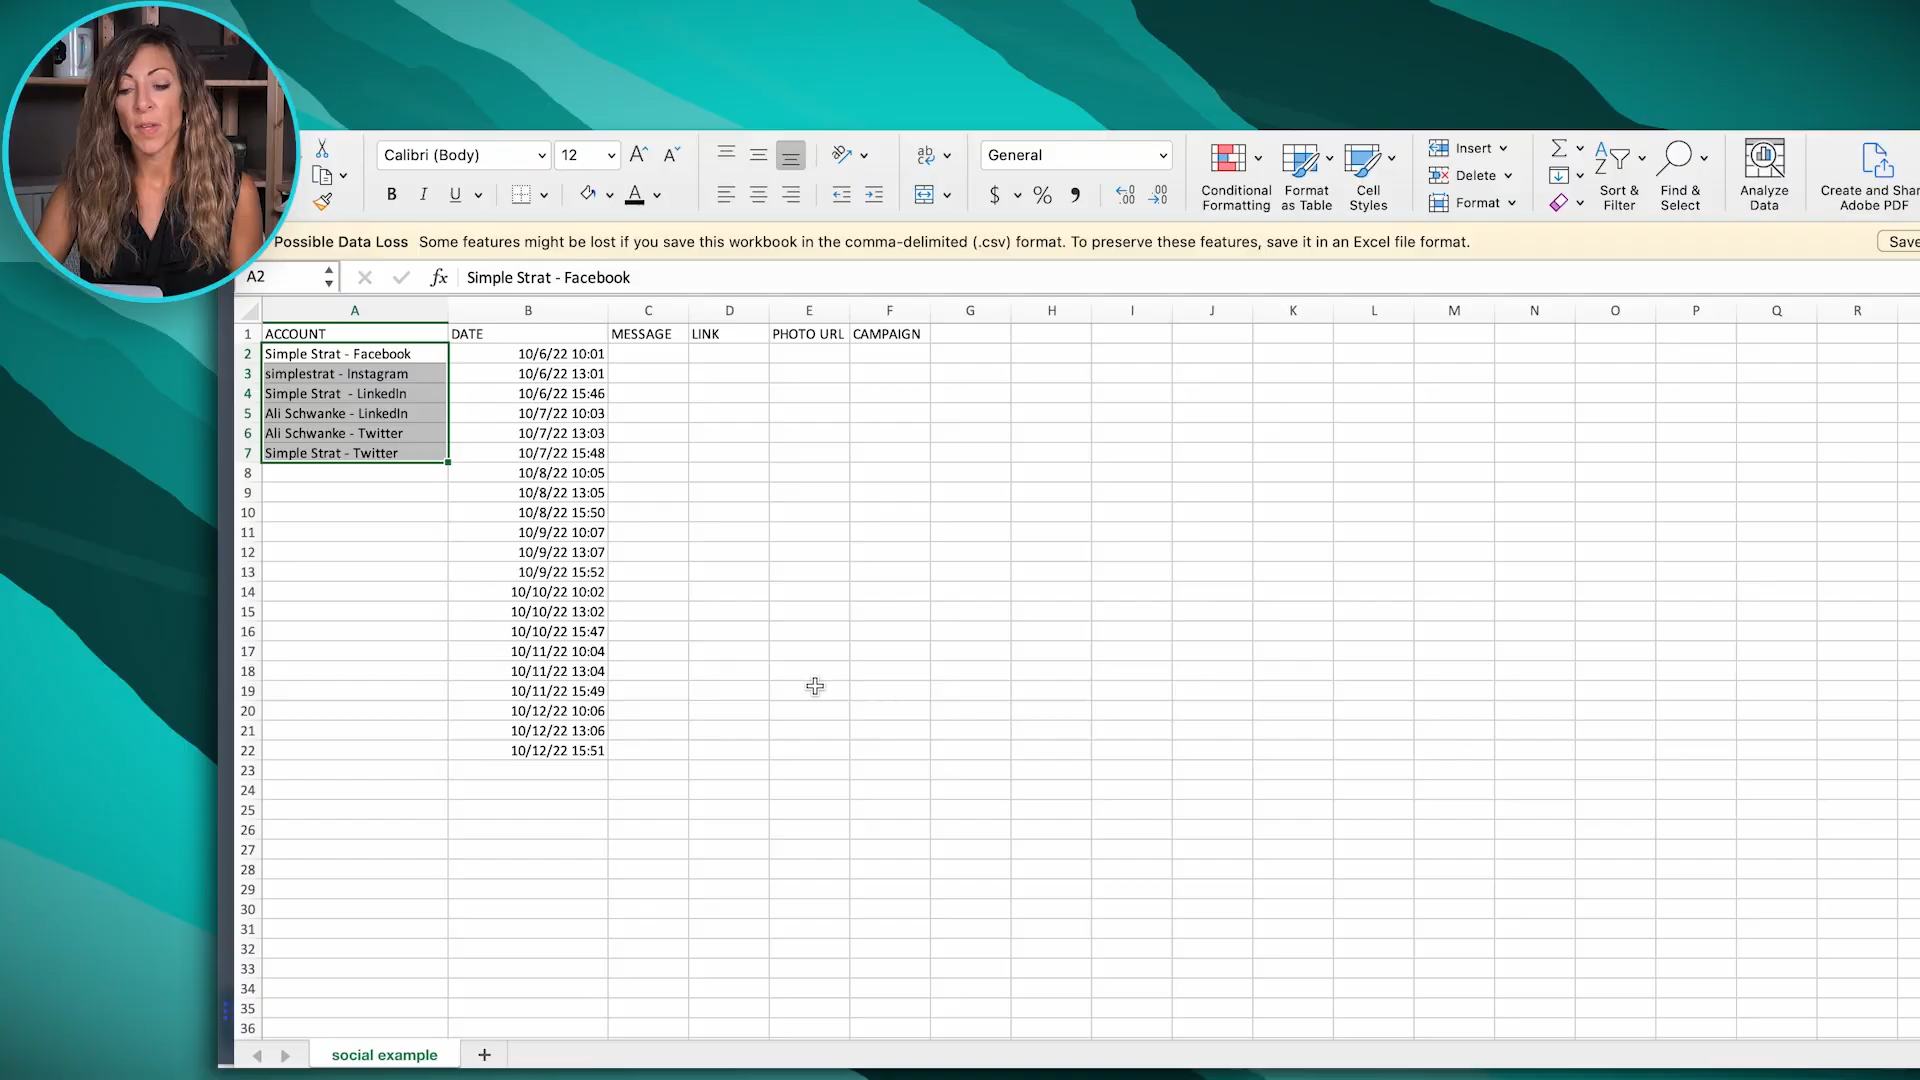 Calibri (Body)
12
General
Insert
Delete
Format
Conditional Formatting
Format as Table
Cell Styles
Sort & Filter
Find & Select
Analyze Data
Create and Shar
Adobe PDF
Possible Data Loss Some features might be lost if you save this workbook in the comma-delimited (.csv) format. To preserve these features, save it in an Excel file format.
Save
A2 fx Simple Strat - Facebook
A B C D E F G H I J K L M N O P Q R
1 ACCOUNT DATE MESSAGE LINK PHOTO URL CAMPAIGN
2 Simple Strat - Facebook 10/6/22 10:01
3 simplestrat - Instagram 10/6/22 13:01
4 Simple Strat  - LinkedIn 10/6/22 15:46
5 Ali Schwanke - LinkedIn 10/7/22 10:03
6 Ali Schwanke - Twitter 10/7/22 13:03
7 Simple Strat - Twitter 10/7/22 15:48
8 10/8/22 10:05
9 10/8/22 13:05
10 10/8/22 15:50
11 10/9/22 10:07
12 10/9/22 13:07
13 10/9/22 15:52
14 10/10/22 10:02
15 10/10/22 13:02
16 10/10/22 15:47
17 10/11/22 10:04
18 10/11/22 13:04
19 10/11/22 15:49
20 10/12/22 10:06
21 10/12/22 13:06
22 10/12/22 15:51
23
24
25
26
27
28
29
30
31
32
33
34
35
36
social example